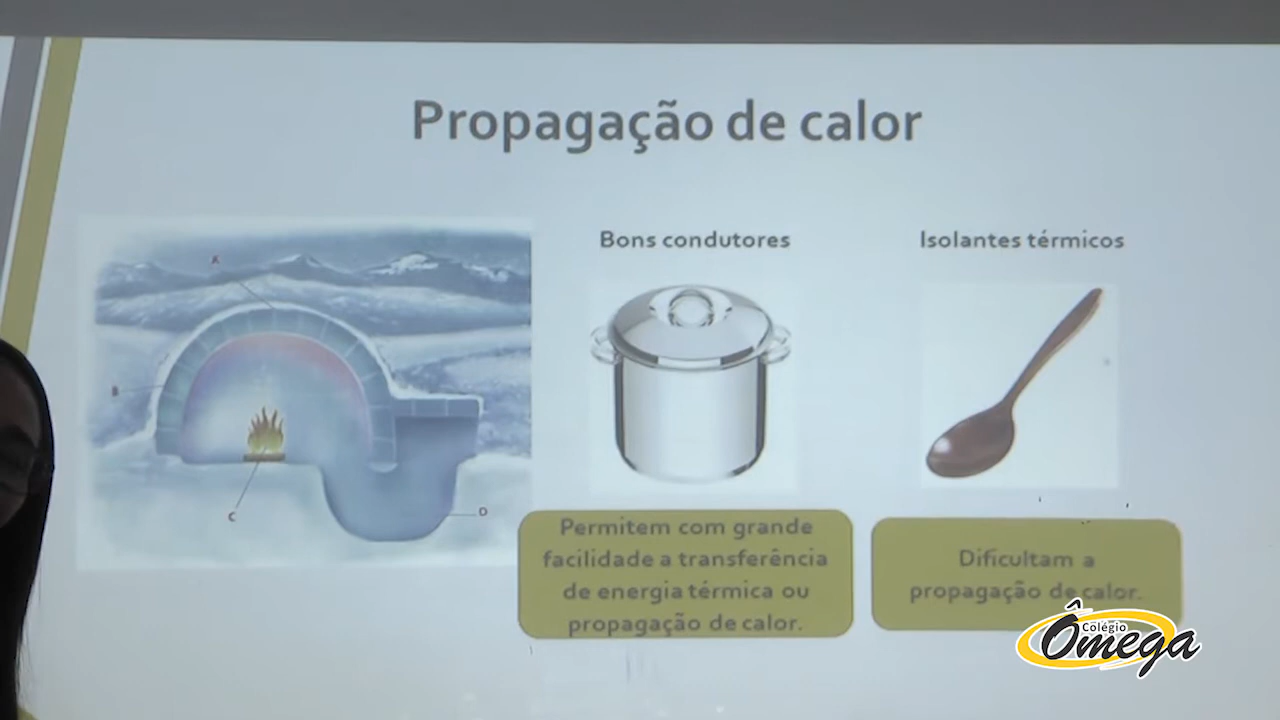 Propagação de calor
A
B
C
D
Bons condutores
Permitem com grande
facilidade a transferência
de energia térmica ou
propagação de calor.
Isolantes térmicos
Dificultam a
propagação de calor.
Colégio
Ômega